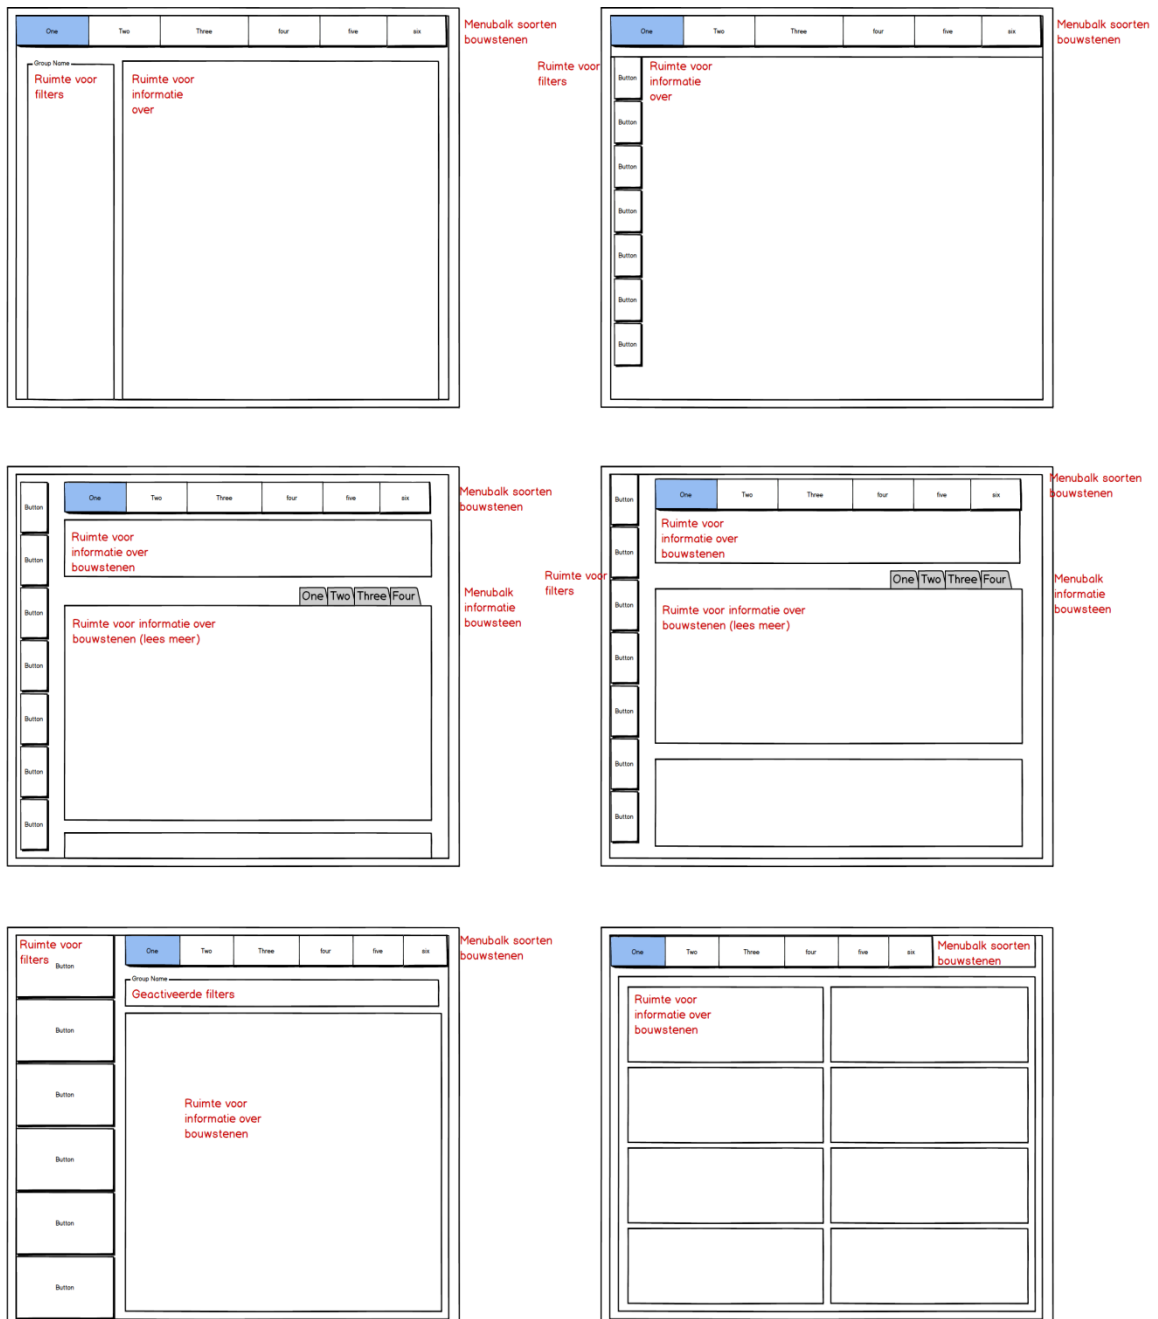 One Two Three four five six
Menubalk soorten
bouwstenen
Group Name
Ruimte voor
filters
Ruimte voor
informatie
over
One Two Three four five six
Menubalk soorten
bouwstenen
Ruimte voor
filters
Button
Button
Button
Button
Button
Button
Button
Ruimte voor
informatie
over
Button
Button
Button
Button
Button
Button
Button
One Two Three four five six
Menubalk soorten
bouwstenen
Ruimte voor
informatie over
bouwstenen
One Two Three Four
Menubalk
informatie
bouwsteen
Ruimte voor informatie over
bouwstenen (lees meer)
Ruimte voor
filters
Button
Button
Button
Button
Button
Button
Button
One Two Three four five six
Menubalk soorten
bouwstenen
Ruimte voor
informatie over
bouwstenen
One Two Three Four
Menubalk
informatie
bouwsteen
Ruimte voor informatie over
bouwstenen (lees meer)
Ruimte voor
filters
Button
Button
Button
Button
Button
Button
One Two Three four five six
Menubalk soorten
bouwstenen
Group Name
Geactiveerde filters
Ruimte voor
informatie over
bouwstenen
One Two Three four five six
Menubalk soorten
bouwstenen
Ruimte voor
informatie over
bouwstenen